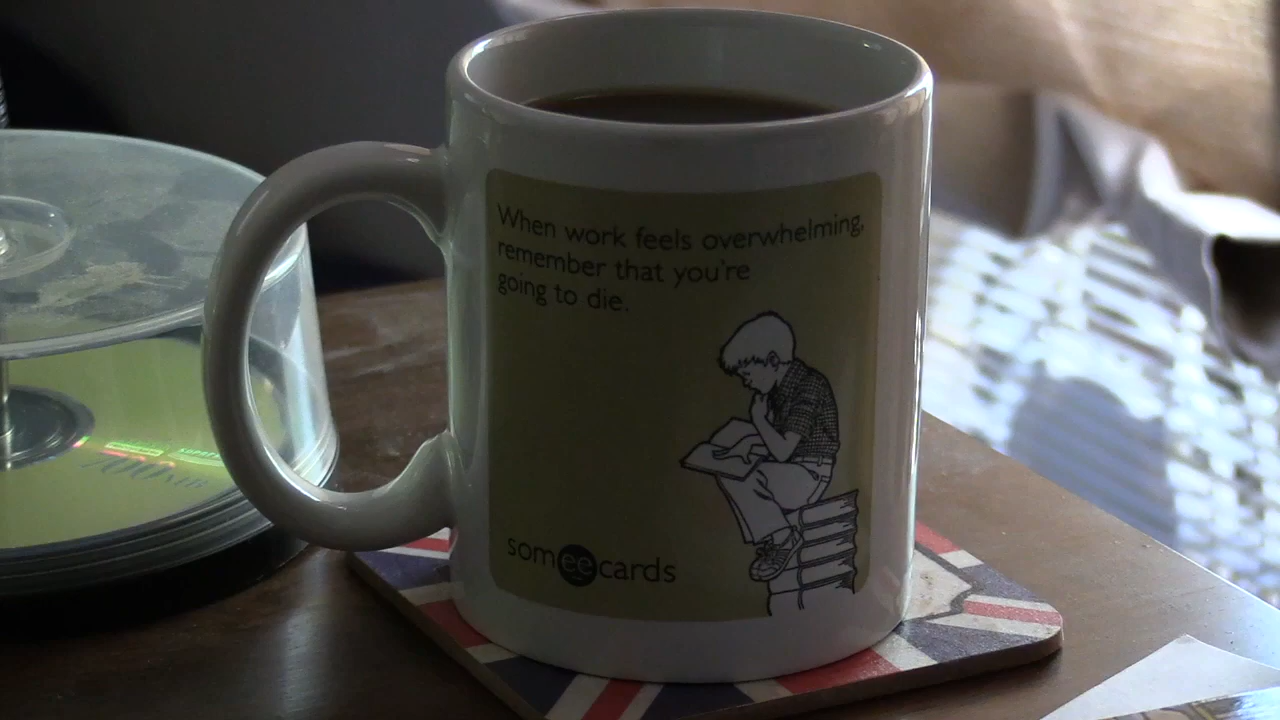 When work feels overwhelming,
remember that you're
going to die.
someecards